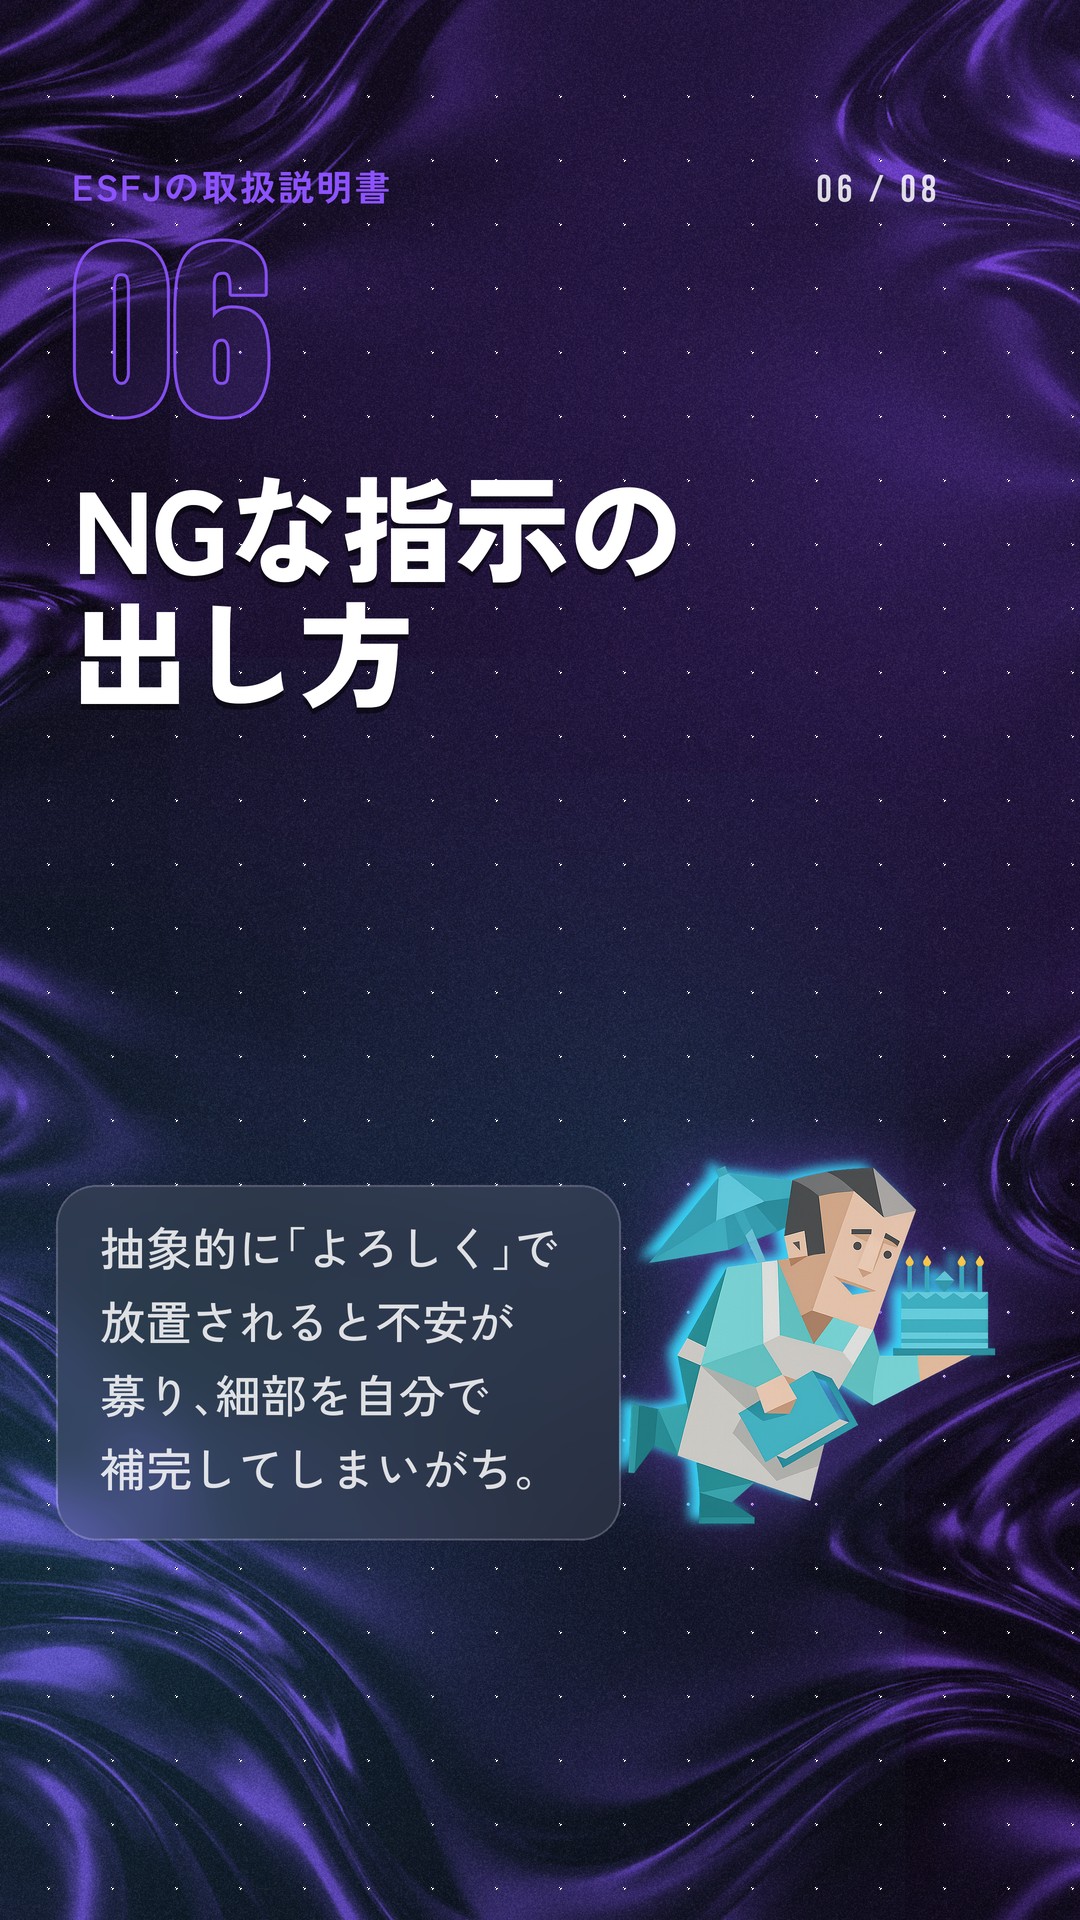 ESFJの取扱説明書
06 / 08
06
NGな指示の
出し方
抽象的に「よろしく」で
放置されると不安が
募り、細部を自分で
補完してしまいがち。